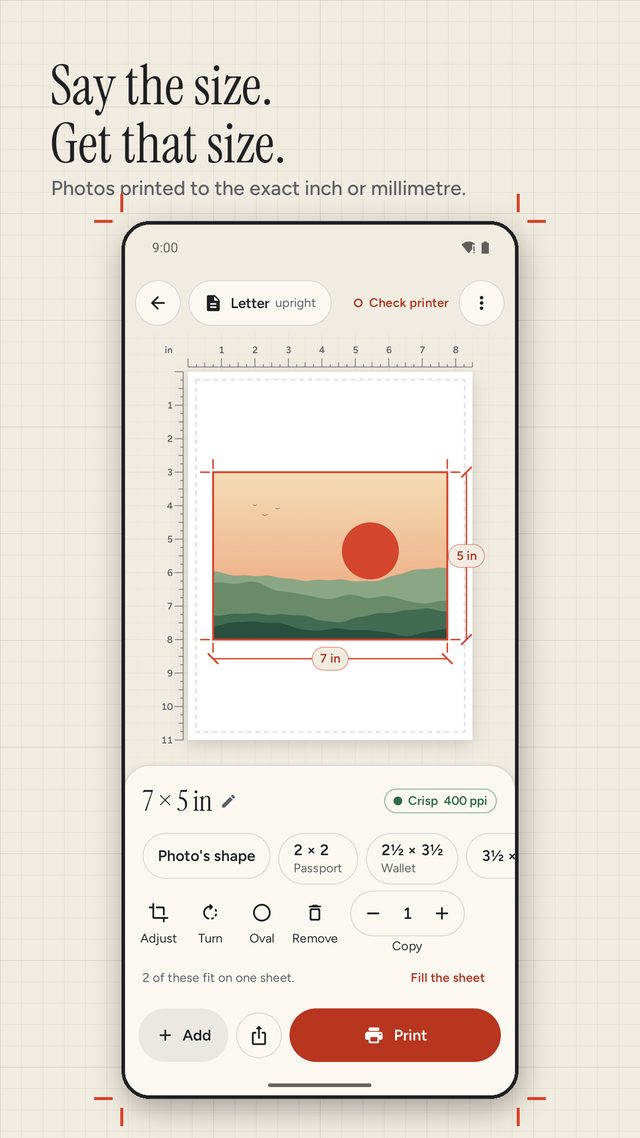 Say the size.
Get that size.
Photos printed to the exact inch or millimetre.
9:00
Letter upright
Check printer
in 1 2 3 4 5 6 7 8
1
2
3
4
5
6
7
8
9
10
11
5 in
7 in
7 × 5 in
Crisp 400 ppi
Photo's shape
2 × 2
Passport
2½ × 3½
Wallet
3½ ×
1
Adjust
Turn
Oval
Remove
Copy
2 of these fit on one sheet.
Fill the sheet
Add
Print